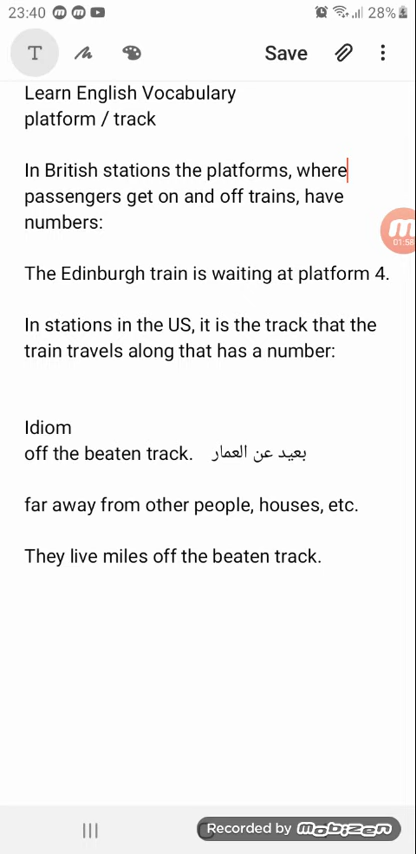 23:40
28%
T
Save
Learn English Vocabulary
platform / track
In British stations the platforms, where
passengers get on and off trains, have
numbers:
01:58
The Edinburgh train is waiting at platform 4.
In stations in the US, it is the track that the
train travels along that has a number:
Idiom
off the beaten track. بعيد عن العمار
far away from other people, houses, etc.
They live miles off the beaten track.
Recorded by mobizen